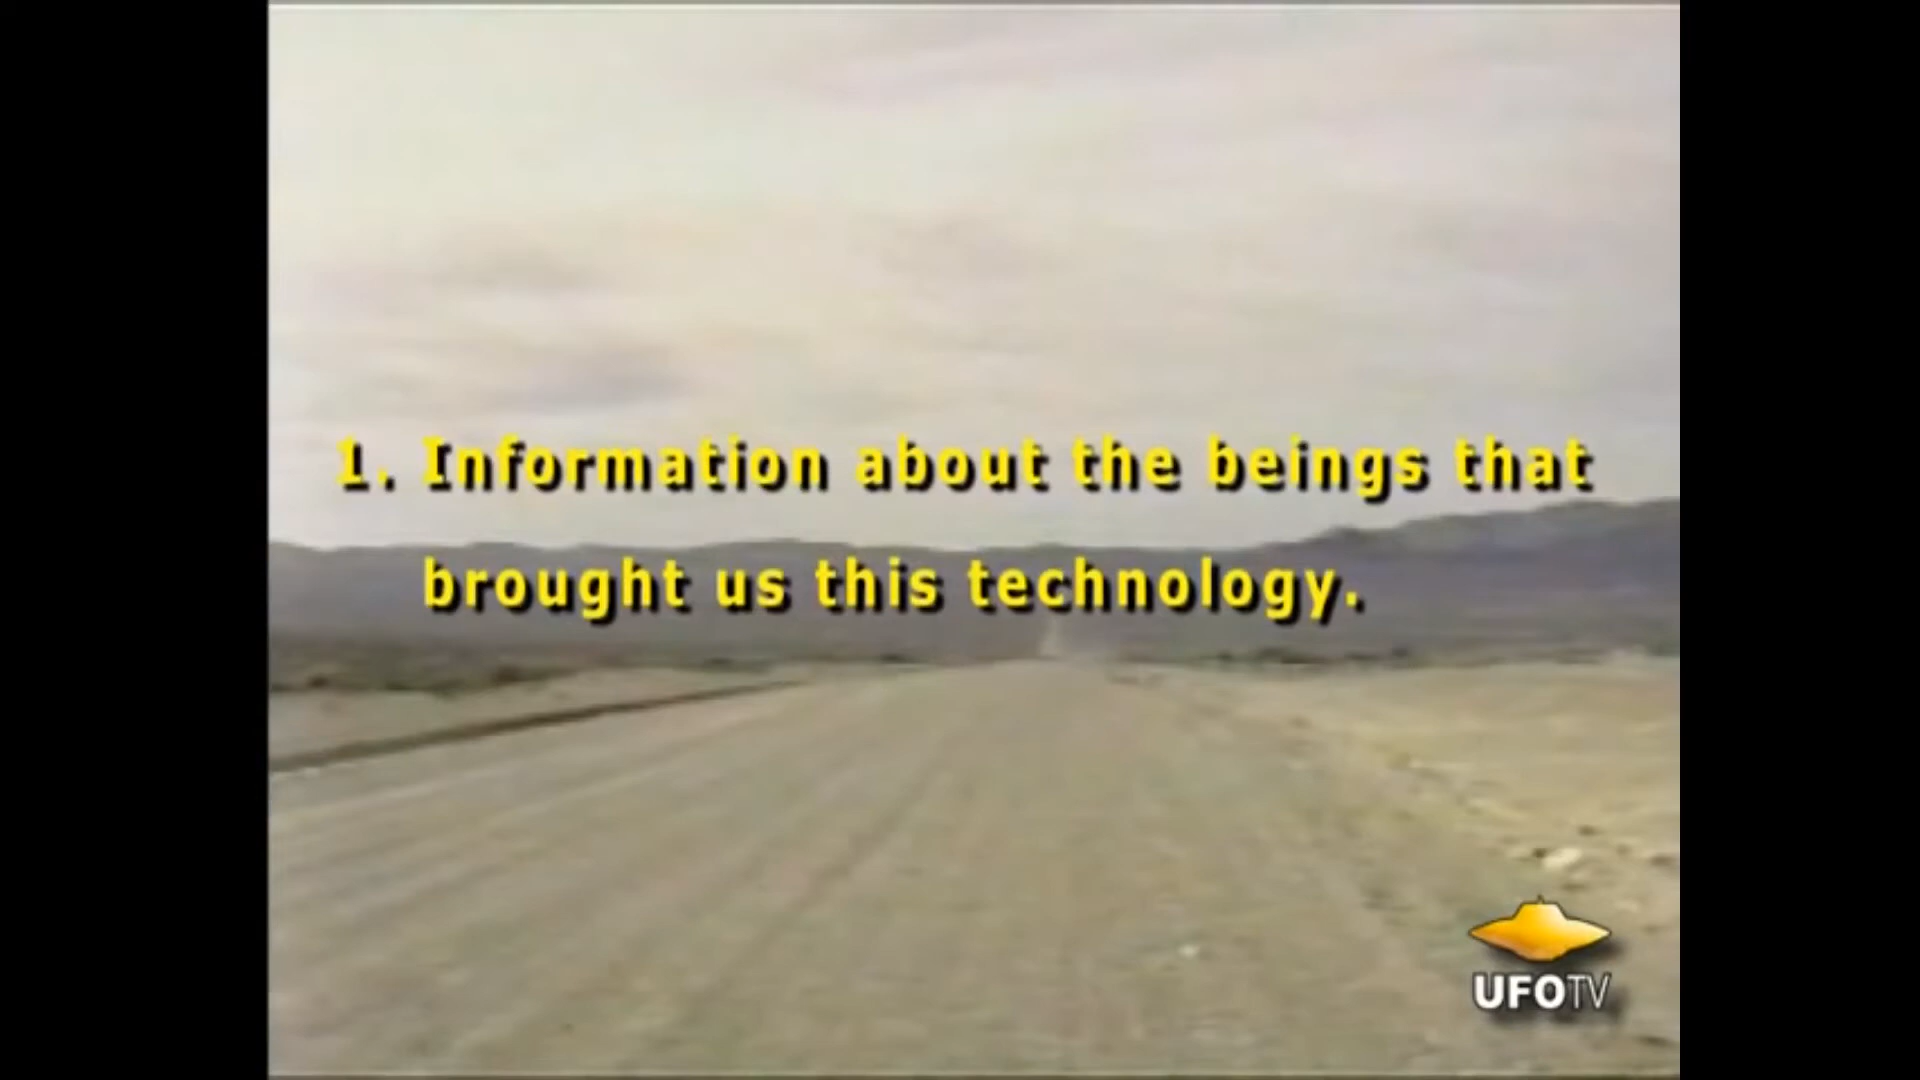 1. Information about the beings that
brought us this technology.
UFOTV